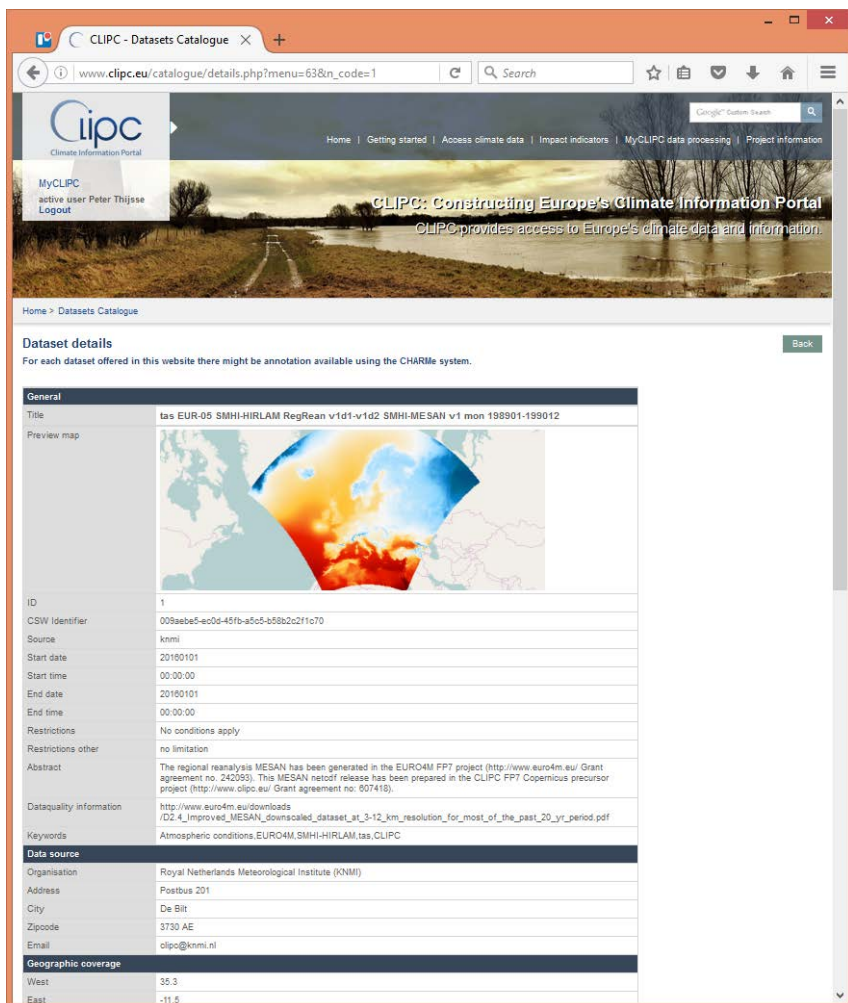 CLIPC - Datasets Catalogue
www.clipc.eu/catalogue/details.php?menu=63&n_code=1
Search
Clipc
Climate Information Portal
Google™ Custom Search
Home | Getting started | Access climate data | Impact indicators | MyCLIPC data processing | Project information
MyCLIPC
active user Peter Thijsse
Logout
CLIPC: Constructing Europe's Climate Information Portal
CLIPC provides access to Europe's climate data and information.
Home > Datasets Catalogue
Dataset details
Back
For each dataset offered in this website there might be annotation available using the CHARMe system.
General
Title tas EUR-05 SMHI-HIRLAM RegRean v1d1-v1d2 SMHI-MESAN v1 mon 198901-199012
Preview map
ID 1
CSW Identifier 009aebe5-ec0d-45fb-a5c5-b58b2c2f1c70
Source knmi
Start date 20160101
Start time 00:00:00
End date 20160101
End time 00:00:00
Restrictions No conditions apply
Restrictions other no limitation
Abstract The regional reanalysis MESAN has been generated in the EURO4M FP7 project (http://www.euro4m.eu/ Grant
agreement no. 242093). This MESAN netcdf release has been prepared in the CLIPC FP7 Copernicus precursor
project (http://www.clipc.eu/ Grant agreement no: 607418).
Dataquality information http://www.euro4m.eu/downloads
/D2.4_Improved_MESAN_downscaled_dataset_at_3-12_km_resolution_for_most_of_the_past_20_yr_period.pdf
Keywords Atmospheric conditions,EURO4M,SMHI-HIRLAM,tas,CLIPC
Data source
Organisation Royal Netherlands Meteorological Institute (KNMI)
Address Postbus 201
City De Bilt
Zipcode 3730 AE
Email clipc@knmi.nl
Geographic coverage
West 35.3
East -11.5